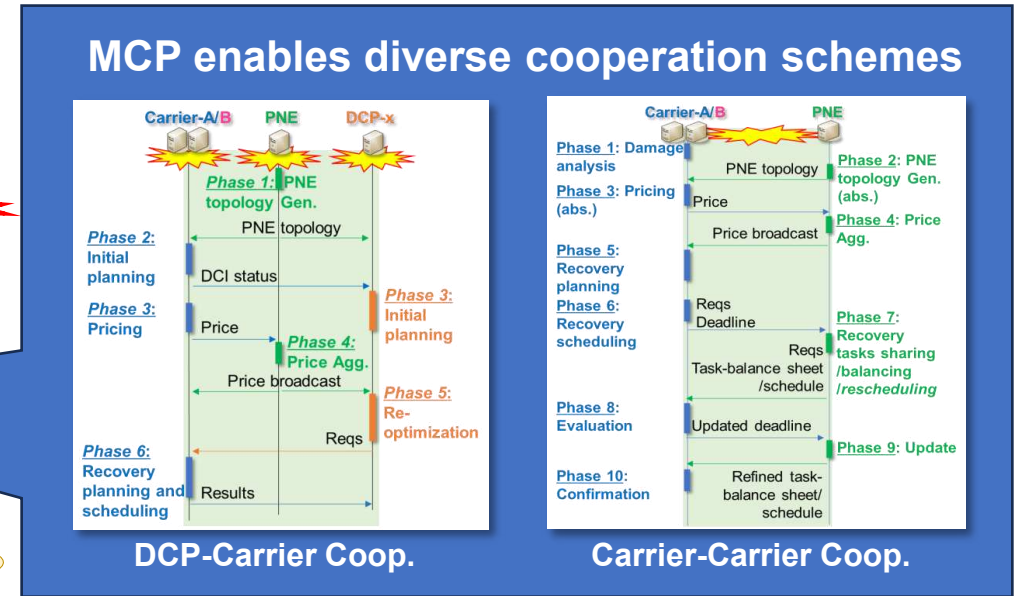 MCP enables diverse cooperation schemes
Carrier-A/B
PNE
DCP-x
Phase 1: PNE
topology Gen.
PNE topology
Phase 2:
Initial
planning
DCI status
Phase 3:
Initial
planning
Phase 3:
Pricing
Price
Phase 4:
Price Agg.
Price broadcast
Phase 5:
Re-
optimization
Reqs
Phase 6:
Recovery
planning and
scheduling
Results
DCP-Carrier Coop.
Carrier-A/B
PNE
Phase 1: Damage
analysis
PNE topology
Phase 2: PNE
topology Gen.
(abs.)
Phase 3: Pricing
(abs.)
Price
Phase 4: Price
Agg.
Price broadcast
Phase 5:
Recovery
planning
Phase 6:
Recovery
scheduling
Reqs
Deadline
Phase 7:
Recovery
tasks sharing
/balancing
/rescheduling
Reqs
Task-balance sheet
/schedule
Phase 8:
Evaluation
Updated deadline
Phase 9: Update
Phase 10:
Confirmation
Refined task-
balance sheet/
schedule
Carrier-Carrier Coop.